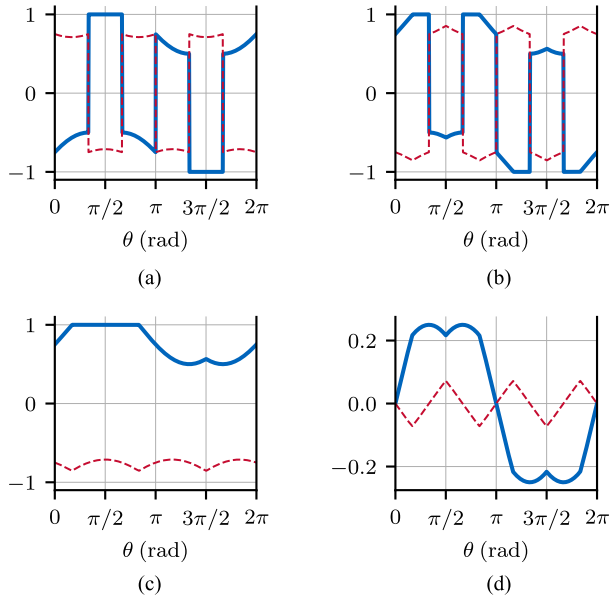 1
0
−1
0 π/2 π 3π/2 2π
θ (rad)
(a)
1
0
−1
0 π/2 π 3π/2 2π
θ (rad)
(b)
1
0
−1
0 π/2 π 3π/2 2π
θ (rad)
(c)
0.2
0.0
−0.2
0 π/2 π 3π/2 2π
θ (rad)
(d)